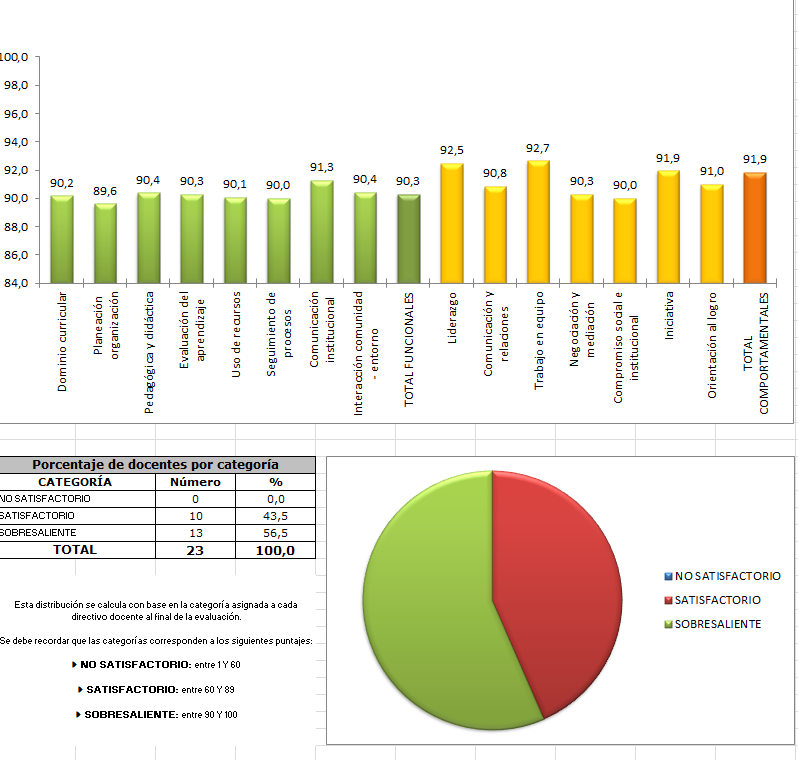 100,0
98,0
96,0
94,0
92,0
90,0
88,0
86,0
84,0
90,2
89,6
90,4
90,3
90,1
90,0
91,3
90,4
90,3
92,5
90,8
92,7
90,3
90,0
91,9
91,0
91,9
Dominio curricular
Planeación
organización
Pedagógica y didáctica
Evaluación del
aprendizaje
Uso de recursos
Seguimiento de
procesos
Comunicación
institucional
Interacción comunidad
- entorno
TOTAL FUNCIONALES
Liderazgo
Comunicación y
relaciones
Trabajo en equipo
Negociación y
mediación
Compromiso social e
institucional
Iniciativa
Orientación al logro
TOTAL
COMPORTAMENTALES
Porcentaje de docentes por categoría
CATEGORÍA Número %
NO SATISFACTORIO 0 0,0
SATISFACTORIO 10 43,5
SOBRESALIENTE 13 56,5
TOTAL 23 100,0
Esta distribución se calcula con base en la categoría asignada a cada
directivo docente al final de la evaluación.
Se debe recordar que las categorías corresponden a los siguientes puntajes:
NO SATISFACTORIO: entre 1 Y 60
SATISFACTORIO: entre 60 Y 89
SOBRESALIENTE: entre 90 Y 100
NO SATISFACTORIO
SATISFACTORIO
SOBRESALIENTE